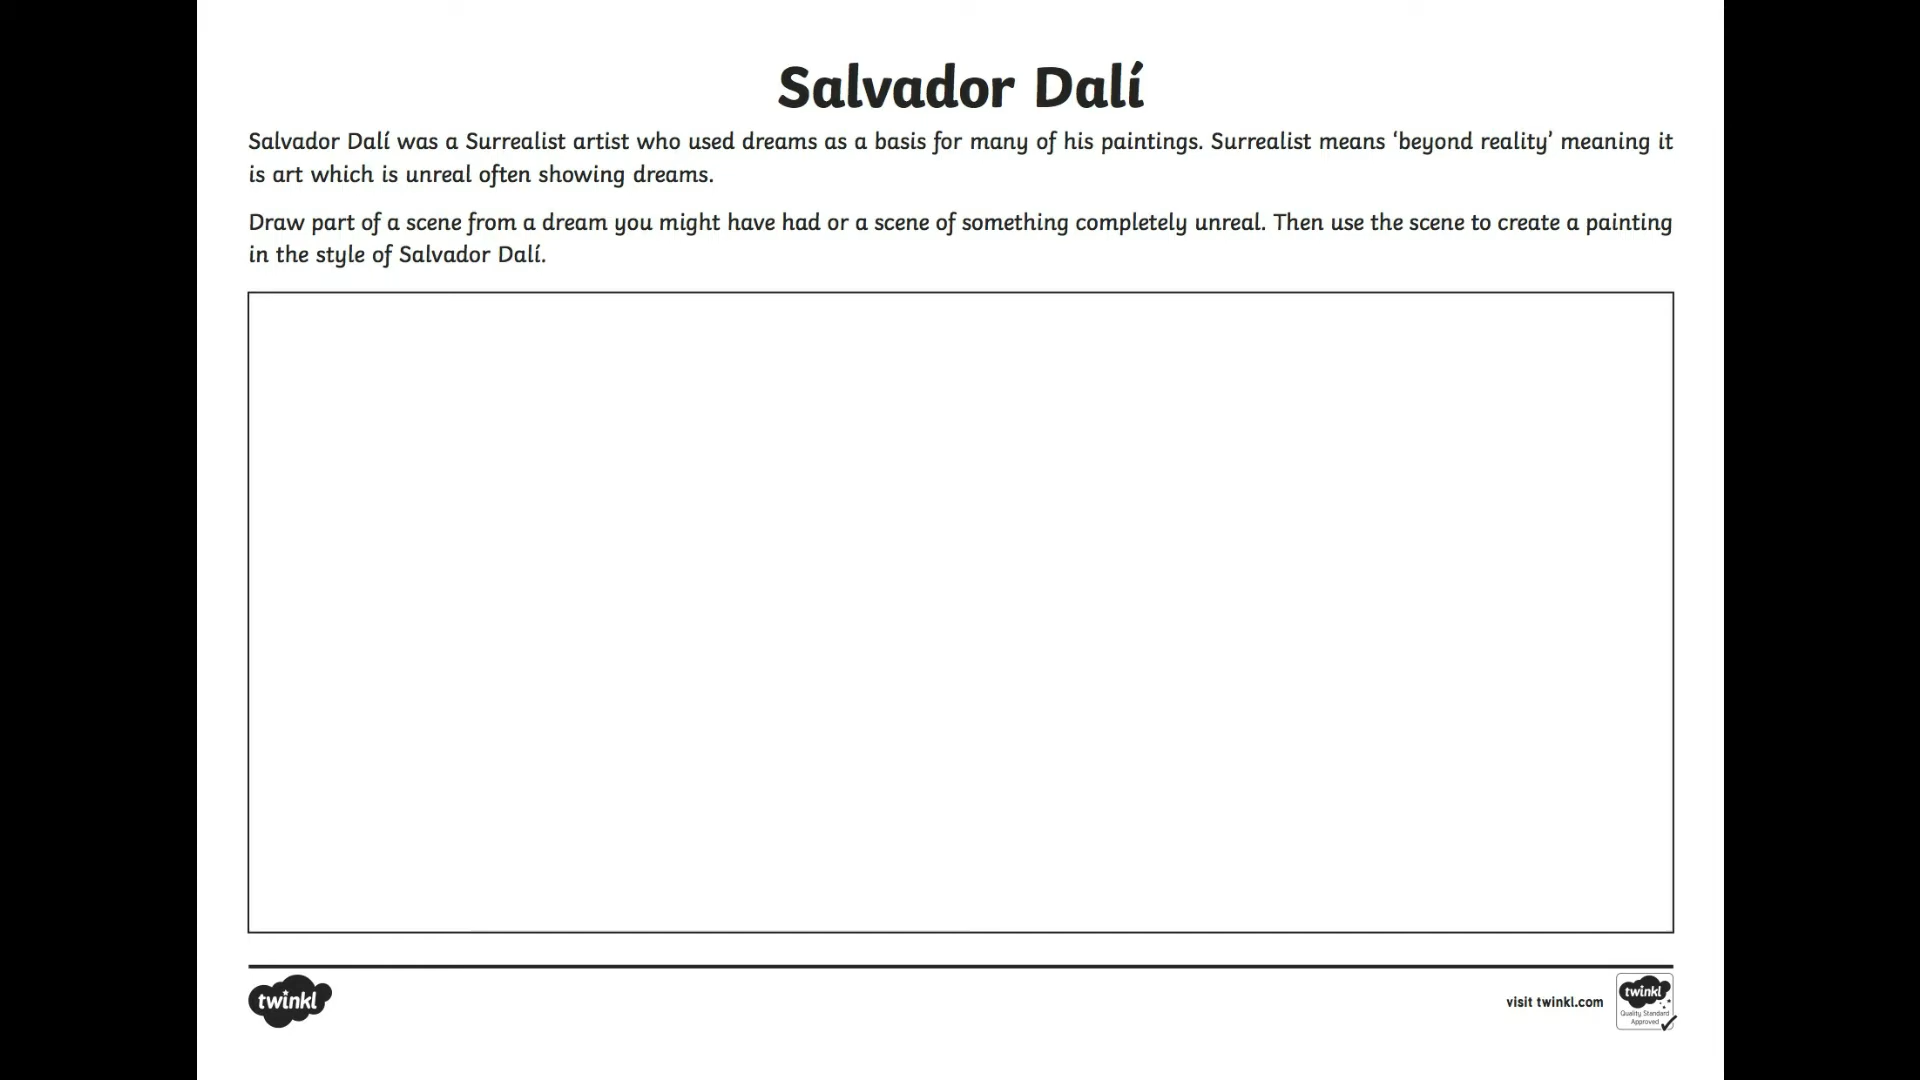 Salvador Dalí
Salvador Dalí was a Surrealist artist who used dreams as a basis for many of his paintings. Surrealist means ‘beyond reality’ meaning it
is art which is unreal often showing dreams.
Draw part of a scene from a dream you might have had or a scene of something completely unreal. Then use the scene to create a painting
in the style of Salvador Dalí.
twinkl
visit twinkl.com
twinkl
Quality Standard
Approved